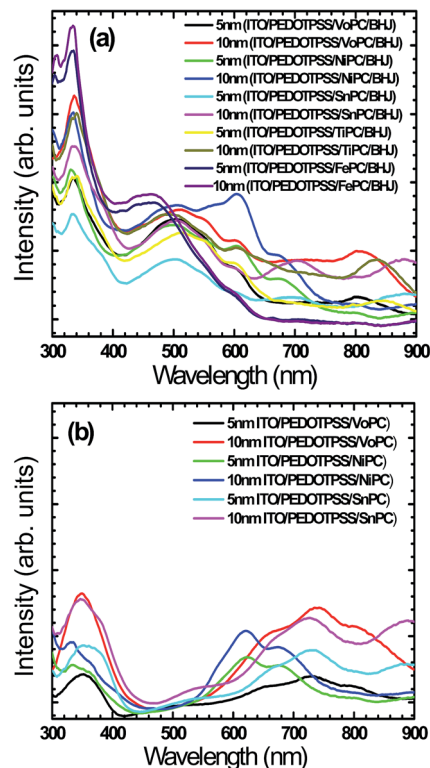 (a)
5nm (ITO/PEDOTPSS/VoPC/BHJ)
10nm (ITO/PEDOTPSS/VoPC/BHJ)
5nm (ITO/PEDOTPSS/NiPC/BHJ)
10nm (ITO/PEDOTPSS/NiPC/BHJ)
5nm (ITO/PEDOTPSS/SnPC/BHJ)
10nm (ITO/PEDOTPSS/SnPC/BHJ)
5nm (ITO/PEDOTPSS/TiPC/BHJ)
10nm (ITO/PEDOTPSS/TiPC/BHJ)
5nm (ITO/PEDOTPSS/FePC/BHJ)
10nm (ITO/PEDOTPSS/FePC/BHJ)
Intensity (arb. units)
300 400 500 600 700 800 900
Wavelength (nm)
(b)
5nm ITO/PEDOTPSS/VoPC)
10nm ITO/PEDOTPSS/VoPC)
5nm ITO/PEDOTPSS/NiPC)
10nm ITO/PEDOTPSS/NiPC)
5nm ITO/PEDOTPSS/SnPC)
10nm ITO/PEDOTPSS/SnPC)
Intensity (arb. units)
300 400 500 600 700 800 900
Wavelength (nm)